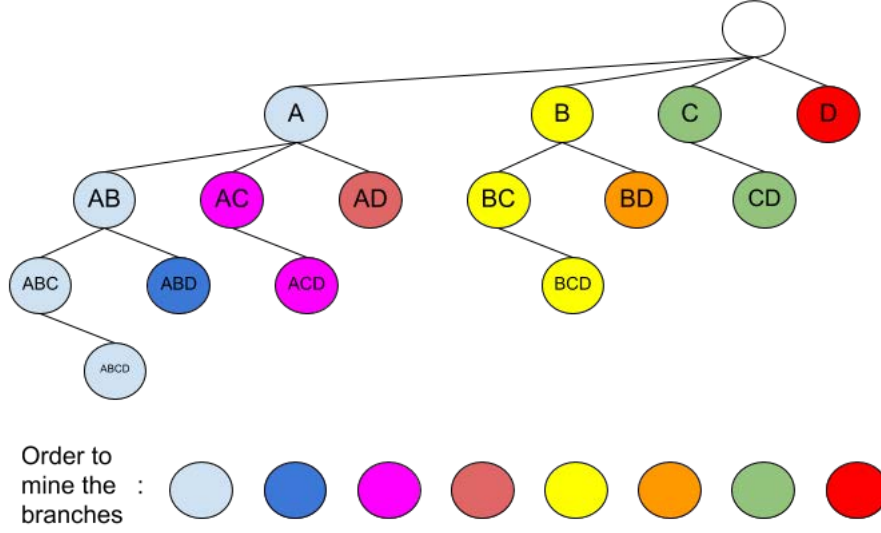 A
B
C
D
AB
AC
AD
BC
BD
CD
ABC
ABD
ACD
BCD
ABCD
Order to
mine the :
branches